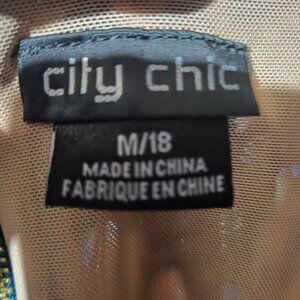 city chic
M/18
MADE IN CHINA
FABRIQUE EN CHINE